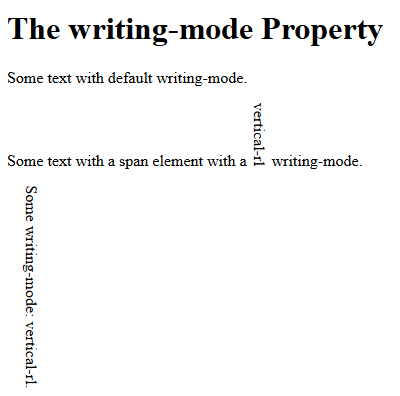 The writing-mode Property
Some text with default writing-mode.
Some text with a span element with a vertical-rl writing-mode.
Some writing-mode: vertical-rl.